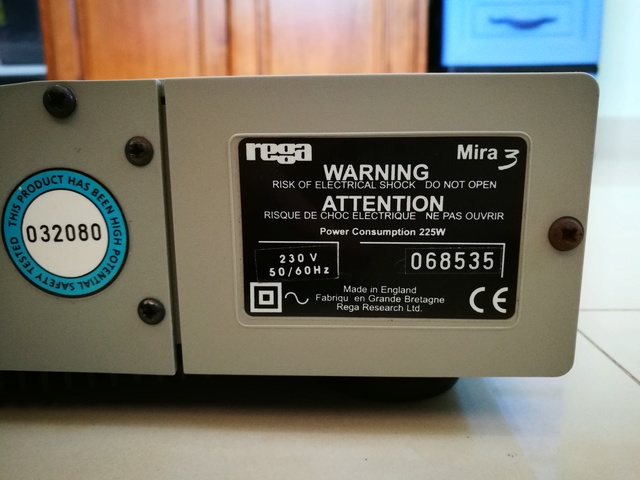 THIS PRODUCT HAS BEEN HIGH POTENTIAL SAFETY TESTED
032080
rega
Mira 3
WARNING
RISK OF ELECTRICAL SHOCK DO NOT OPEN
ATTENTION
RISQUE DE CHOC ELECTRIQUE NE PAS OUVRIR
Power Consumption 225W
230 V
50/60Hz
068535
Made in England
Fabriqu en Grande Bretagne
Rega Research Ltd.
CE